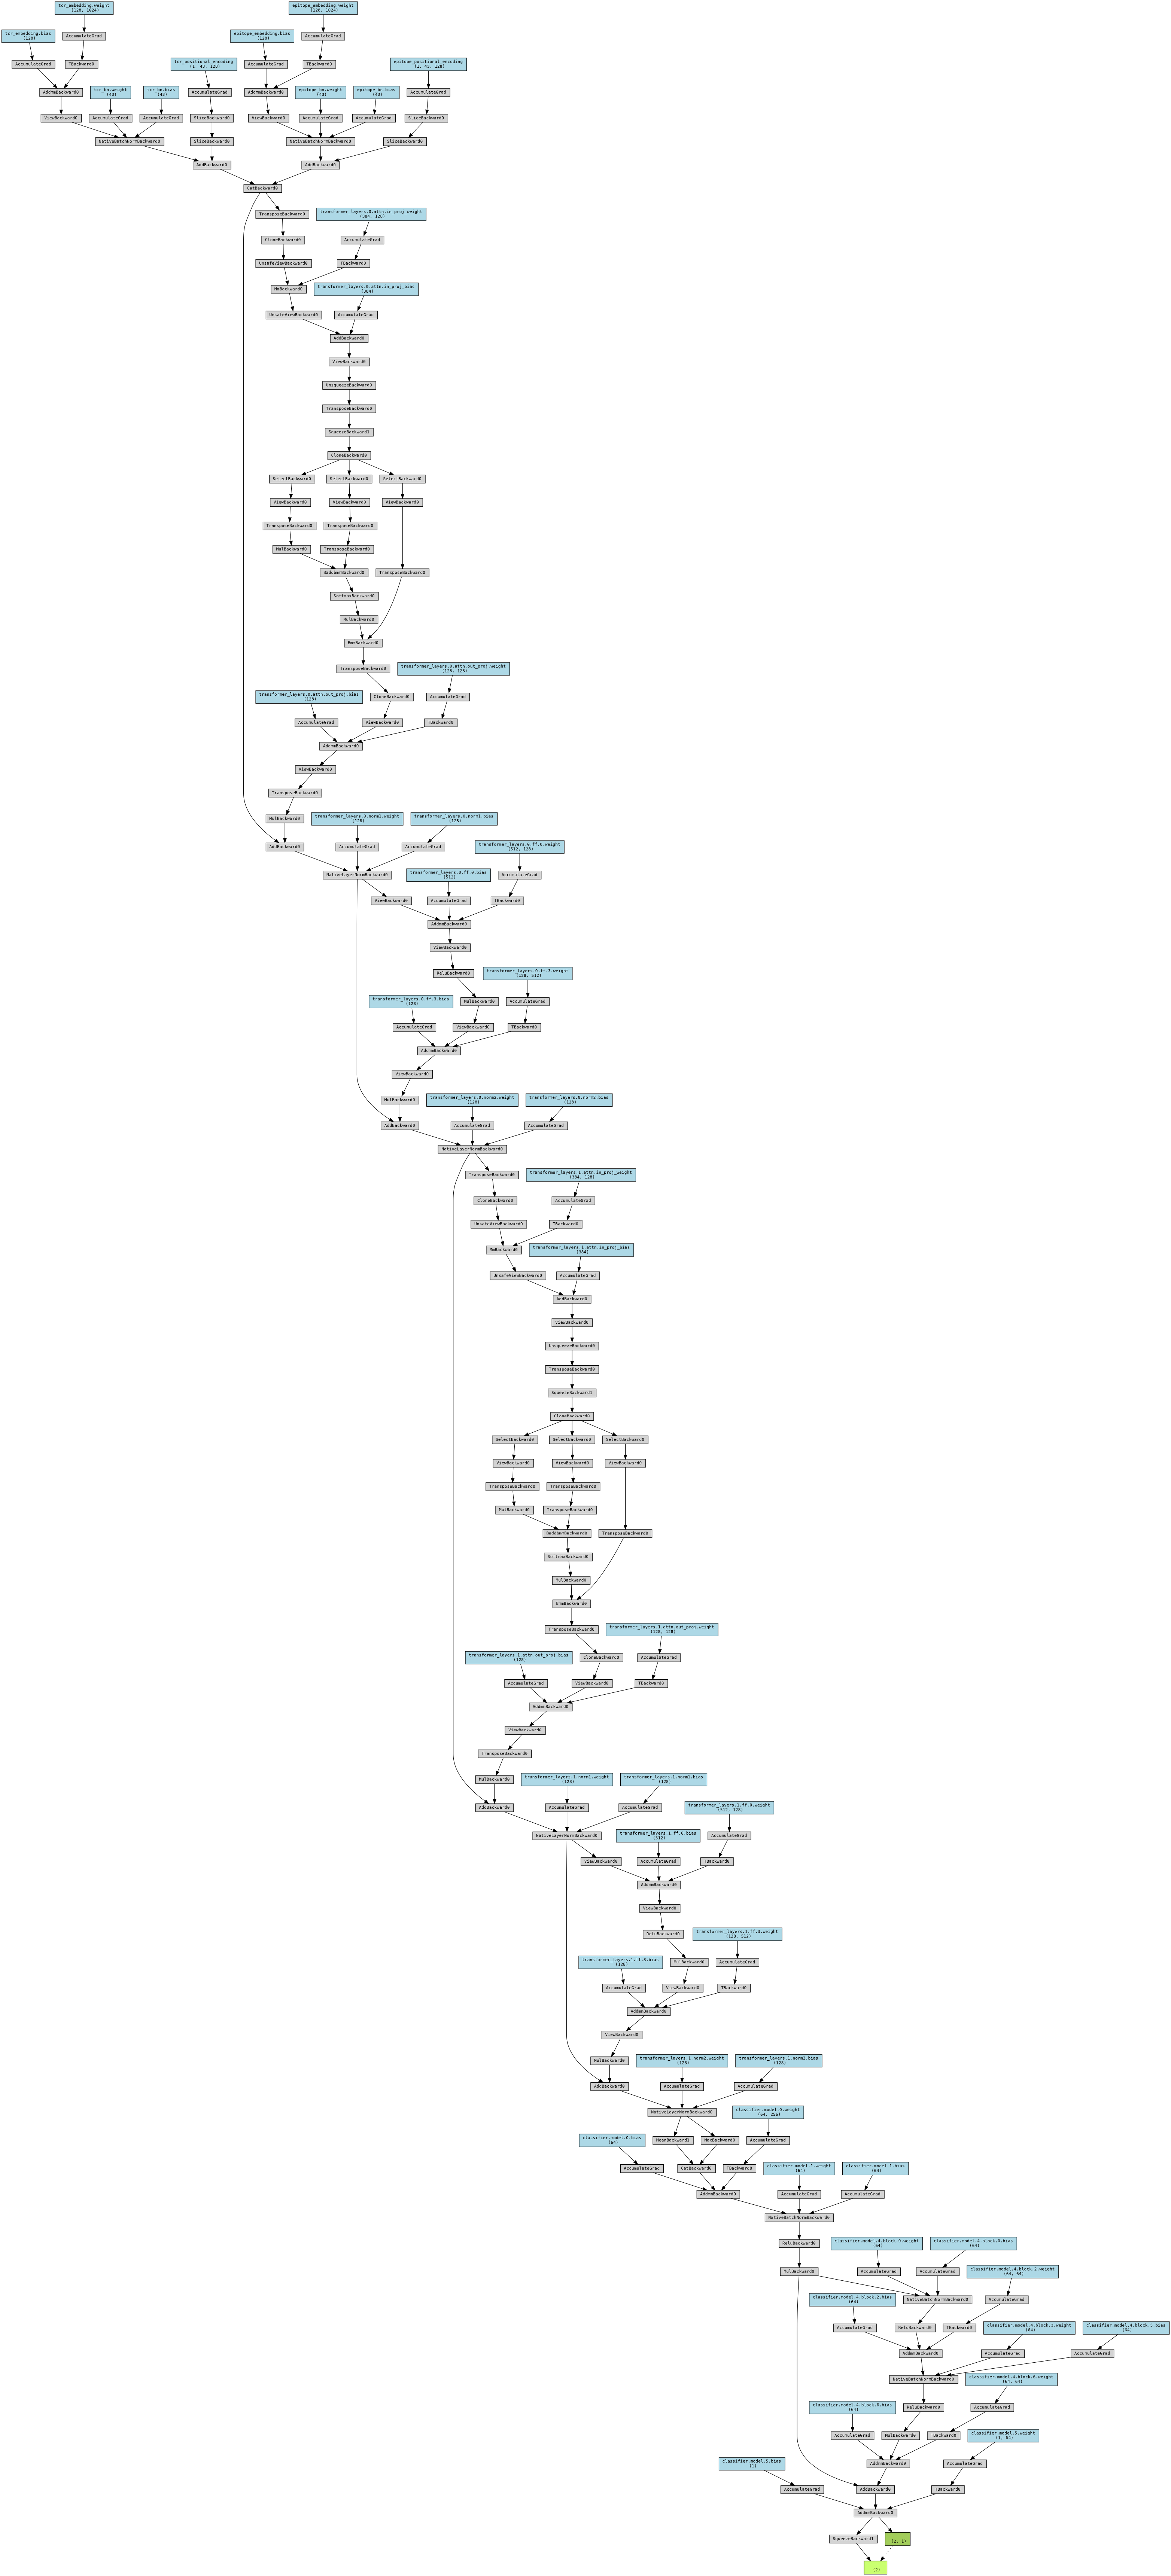 tcr_embedding.weight
(128, 1024)
epitope_embedding.weight
(128, 1024)
tcr_embedding.bias
(128)
AccumulateGrad
epitope_embedding.bias
(128)
AccumulateGrad
AccumulateGrad
TBackward0
tcr_positional_encoding
(1, 43, 128)
AccumulateGrad
TBackward0
epitope_positional_encoding
(1, 43, 128)
AddmmBackward0
tcr_bn.weight
(43)
tcr_bn.bias
(43)
AccumulateGrad
AddmmBackward0
epitope_bn.weight
(43)
epitope_bn.bias
(43)
AccumulateGrad
ViewBackward0
AccumulateGrad
AccumulateGrad
SliceBackward0
ViewBackward0
AccumulateGrad
AccumulateGrad
SliceBackward0
NativeBatchNormBackward0
SliceBackward0
NativeBatchNormBackward0
SliceBackward0
AddBackward0
AddBackward0
CatBackward0
TransposeBackward0
transformer_layers.0.attn.in_proj_weight
(384, 128)
CloneBackward0
AccumulateGrad
UnsafeViewBackward0
TBackward0
MmBackward0
transformer_layers.0.attn.in_proj_bias
(384)
UnsafeViewBackward0
AccumulateGrad
AddBackward0
ViewBackward0
UnsqueezeBackward0
TransposeBackward0
SqueezeBackward1
CloneBackward0
SelectBackward0
SelectBackward0
SelectBackward0
ViewBackward0
ViewBackward0
ViewBackward0
TransposeBackward0
TransposeBackward0
MulBackward0
TransposeBackward0
BaddbmmBackward0
TransposeBackward0
SoftmaxBackward0
MulBackward0
BmmBackward0
TransposeBackward0
transformer_layers.0.attn.out_proj.weight
(128, 128)
transformer_layers.0.attn.out_proj.bias
(128)
CloneBackward0
AccumulateGrad
AccumulateGrad
ViewBackward0
TBackward0
AddmmBackward0
ViewBackward0
TransposeBackward0
MulBackward0
transformer_layers.0.norm1.weight
(128)
transformer_layers.0.norm1.bias
(128)
AddBackward0
AccumulateGrad
AccumulateGrad
transformer_layers.0.ff.0.weight
(512, 128)
NativeLayerNormBackward0
transformer_layers.0.ff.0.bias
(512)
AccumulateGrad
ViewBackward0
AccumulateGrad
TBackward0
AddmmBackward0
ViewBackward0
ReluBackward0
transformer_layers.0.ff.3.weight
(128, 512)
transformer_layers.0.ff.3.bias
(128)
MulBackward0
AccumulateGrad
AccumulateGrad
ViewBackward0
TBackward0
AddmmBackward0
ViewBackward0
MulBackward0
transformer_layers.0.norm2.weight
(128)
transformer_layers.0.norm2.bias
(128)
AddBackward0
AccumulateGrad
AccumulateGrad
NativeLayerNormBackward0
TransposeBackward0
transformer_layers.1.attn.in_proj_weight
(384, 128)
CloneBackward0
AccumulateGrad
UnsafeViewBackward0
TBackward0
MmBackward0
transformer_layers.1.attn.in_proj_bias
(384)
UnsafeViewBackward0
AccumulateGrad
AddBackward0
ViewBackward0
UnsqueezeBackward0
TransposeBackward0
SqueezeBackward1
CloneBackward0
SelectBackward0
SelectBackward0
SelectBackward0
ViewBackward0
ViewBackward0
ViewBackward0
TransposeBackward0
TransposeBackward0
MulBackward0
TransposeBackward0
BaddbmmBackward0
TransposeBackward0
SoftmaxBackward0
MulBackward0
BmmBackward0
TransposeBackward0
transformer_layers.1.attn.out_proj.weight
(128, 128)
transformer_layers.1.attn.out_proj.bias
(128)
CloneBackward0
AccumulateGrad
AccumulateGrad
ViewBackward0
TBackward0
AddmmBackward0
ViewBackward0
TransposeBackward0
MulBackward0
transformer_layers.1.norm1.weight
(128)
transformer_layers.1.norm1.bias
(128)
AddBackward0
AccumulateGrad
AccumulateGrad
transformer_layers.1.ff.0.weight
(512, 128)
NativeLayerNormBackward0
transformer_layers.1.ff.0.bias
(512)
AccumulateGrad
ViewBackward0
AccumulateGrad
TBackward0
AddmmBackward0
ViewBackward0
ReluBackward0
transformer_layers.1.ff.3.weight
(128, 512)
transformer_layers.1.ff.3.bias
(128)
MulBackward0
AccumulateGrad
AccumulateGrad
ViewBackward0
TBackward0
AddmmBackward0
ViewBackward0
MulBackward0
transformer_layers.1.norm2.weight
(128)
transformer_layers.1.norm2.bias
(128)
AddBackward0
AccumulateGrad
AccumulateGrad
NativeLayerNormBackward0
classifier.model.0.weight
(64, 256)
classifier.model.0.bias
(64)
MeanBackward1
MaxBackward0
AccumulateGrad
AccumulateGrad
CatBackward0
TBackward0
classifier.model.1.weight
(64)
classifier.model.1.bias
(64)
AddmmBackward0
AccumulateGrad
AccumulateGrad
NativeBatchNormBackward0
ReluBackward0
classifier.model.4.block.0.weight
(64)
classifier.model.4.block.0.bias
(64)
MulBackward0
AccumulateGrad
AccumulateGrad
classifier.model.4.block.2.weight
(64, 64)
classifier.model.4.block.2.bias
(64)
NativeBatchNormBackward0
AccumulateGrad
AccumulateGrad
ReluBackward0
TBackward0
classifier.model.4.block.3.weight
(64)
classifier.model.4.block.3.bias
(64)
AddmmBackward0
AccumulateGrad
AccumulateGrad
NativeBatchNormBackward0
classifier.model.4.block.6.weight
(64, 64)
classifier.model.4.block.6.bias
(64)
ReluBackward0
AccumulateGrad
AccumulateGrad
MulBackward0
TBackward0
classifier.model.5.weight
(1, 64)
classifier.model.5.bias
(1)
AddmmBackward0
AccumulateGrad
AccumulateGrad
AddBackward0
TBackward0
AddmmBackward0
SqueezeBackward1
(2, 1)
(2)